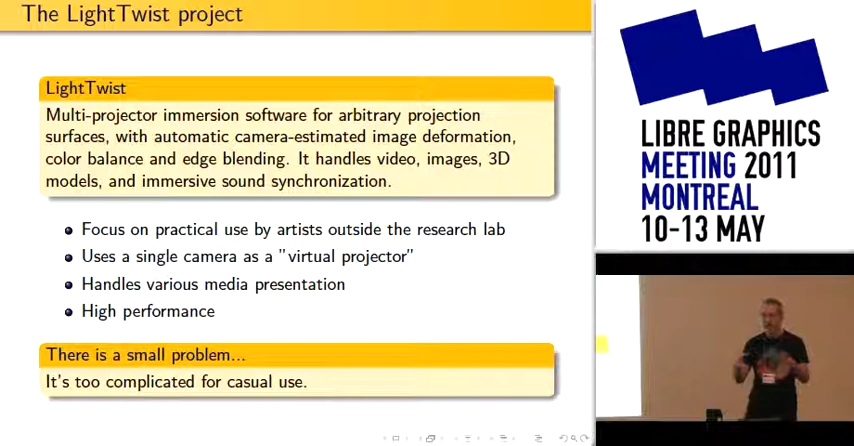 The LightTwist project
LightTwist
Multi-projector immersion software for arbitrary projection
surfaces, with automatic camera-estimated image deformation,
color balance and edge blending. It handles video, images, 3D
models, and immersive sound synchronization.
Focus on practical use by artists outside the research lab
Uses a single camera as a "virtual projector"
Handles various media presentation
High performance
There is a small problem...
It's too complicated for casual use.
LIBRE GRAPHICS
MEETING 2011
MONTREAL
10-13 MAY